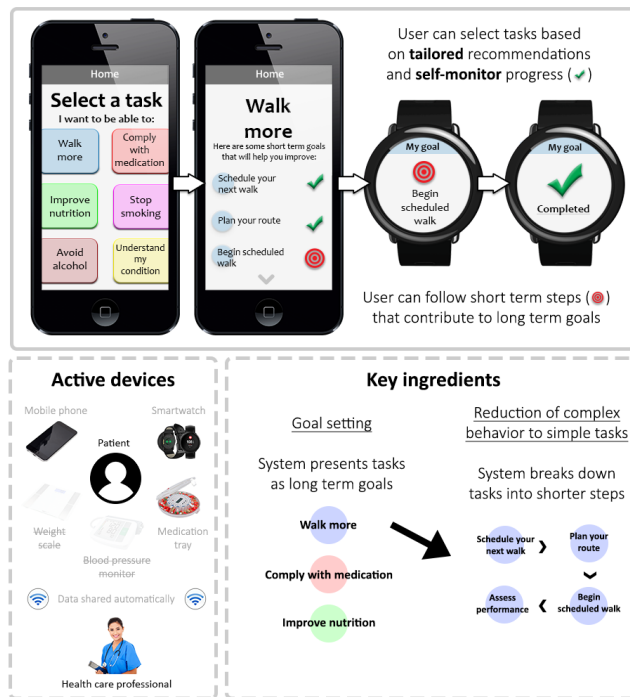 Home
Select a task
I want to be able to:
Walk
more
Comply
with
medication
Improve
nutrition
Stop
smoking
Avoid
alcohol
Understand
my
condition
Home
Walk
more
Here are some short term goals
that will help you improve:
Schedule your
next walk
Plan your route
Begin scheduled
walk
User can select tasks based
on tailored recommendations
and self-monitor progress (✔)
My goal
Begin
scheduled
walk
My goal
Completed
User can follow short term steps (◎)
that contribute to long term goals
Active devices
Mobile phone
Smartwatch
Patient
Weight
scale
Medication
tray
Blood pressure
monitor
Data shared automatically
Health care professional
Key ingredients
Goal setting
System presents tasks
as long term goals
Walk more
Comply with medication
Improve nutrition
Reduction of complex
behavior to simple tasks
System breaks down
tasks into shorter steps
Schedule your
next walk
Plan your
route
Begin
scheduled walk
Assess
performance